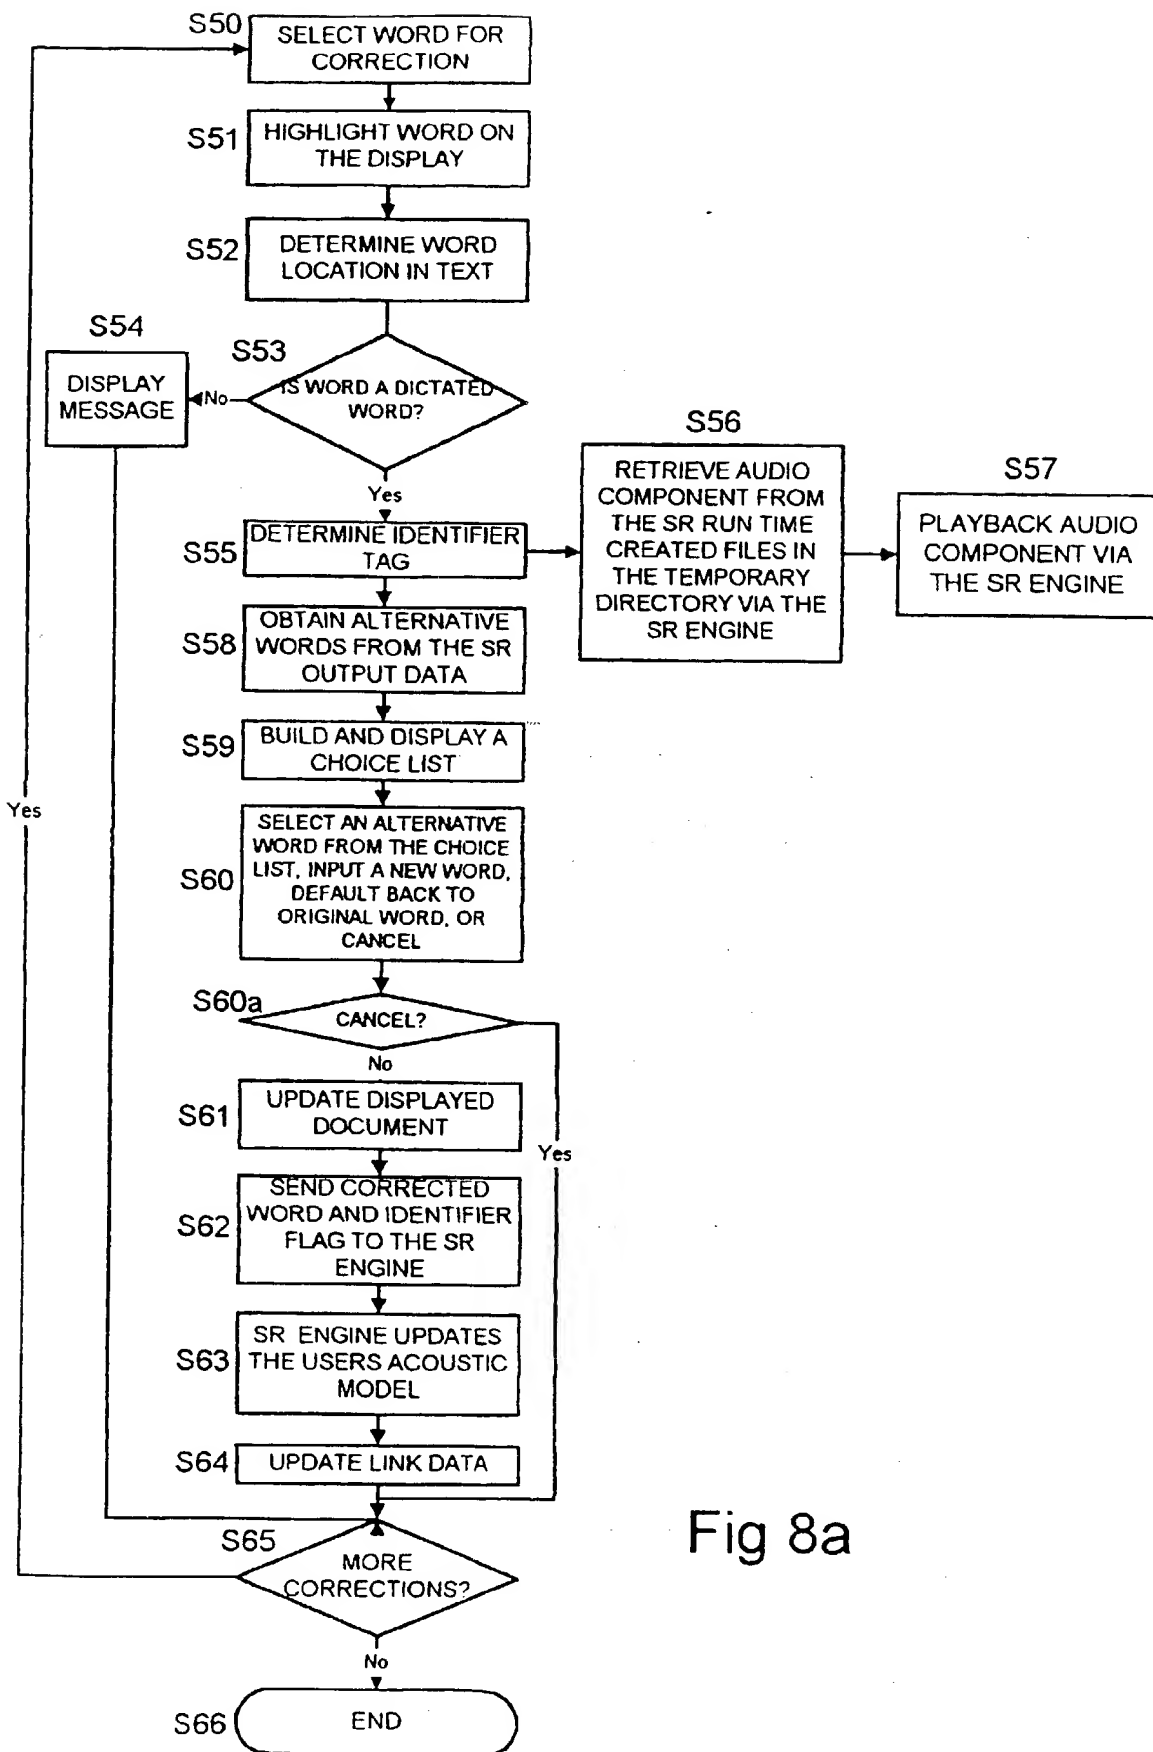 S50
SELECT WORD FOR
CORRECTION
S51
HIGHLIGHT WORD ON
THE DISPLAY
S52
DETERMINE WORD
LOCATION IN TEXT
S53
IS WORD A DICTATED
WORD?
No
S54
DISPLAY
MESSAGE
Yes
S55
DETERMINE IDENTIFIER
TAG
S56
RETRIEVE AUDIO
COMPONENT FROM
THE SR RUN TIME
CREATED FILES IN
THE TEMPORARY
DIRECTORY VIA THE
SR ENGINE
S57
PLAYBACK AUDIO
COMPONENT VIA
THE SR ENGINE
S58
OBTAIN ALTERNATIVE
WORDS FROM THE SR
OUTPUT DATA
S59
BUILD AND DISPLAY A
CHOICE LIST
Yes
S60
SELECT AN ALTERNATIVE
WORD FROM THE CHOICE
LIST, INPUT A NEW WORD,
DEFAULT BACK TO
ORIGINAL WORD, OR
CANCEL
S60a
CANCEL?
No
S61
UPDATE DISPLAYED
DOCUMENT
Yes
S62
SEND CORRECTED
WORD AND IDENTIFIER
FLAG TO THE SR
ENGINE
S63
SR ENGINE UPDATES
THE USERS ACOUSTIC
MODEL
S64
UPDATE LINK DATA
S65
MORE
CORRECTIONS?
No
S66
END
Fig 8a